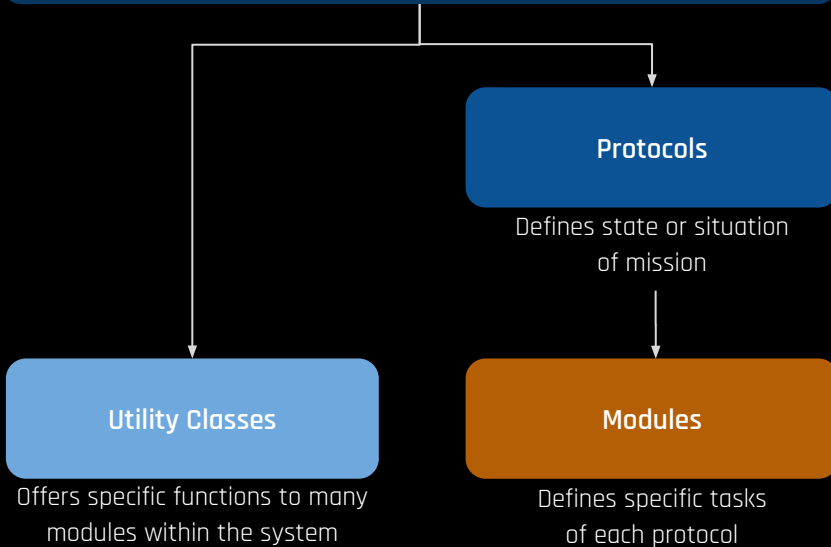 Protocols
Defines state or situation
of mission
Utility Classes
Offers specific functions to many
modules within the system
Modules
Defines specific tasks
of each protocol